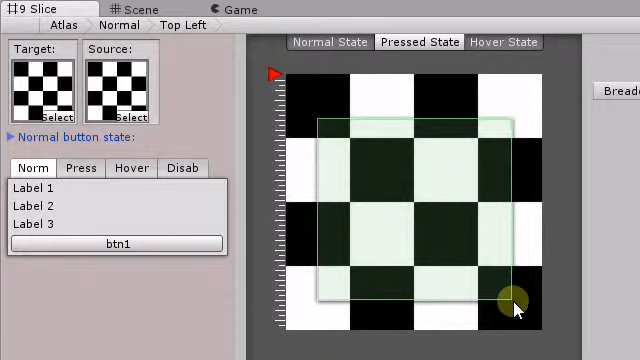 9 Slice
Scene
Game
Atlas
Normal
Top Left
Target:
Source:
Select
Select
Normal button state:
Norm
Press
Hover
Disab
Label 1
Label 2
Label 3
btn1
Normal State
Pressed State
Hover State
Breadc